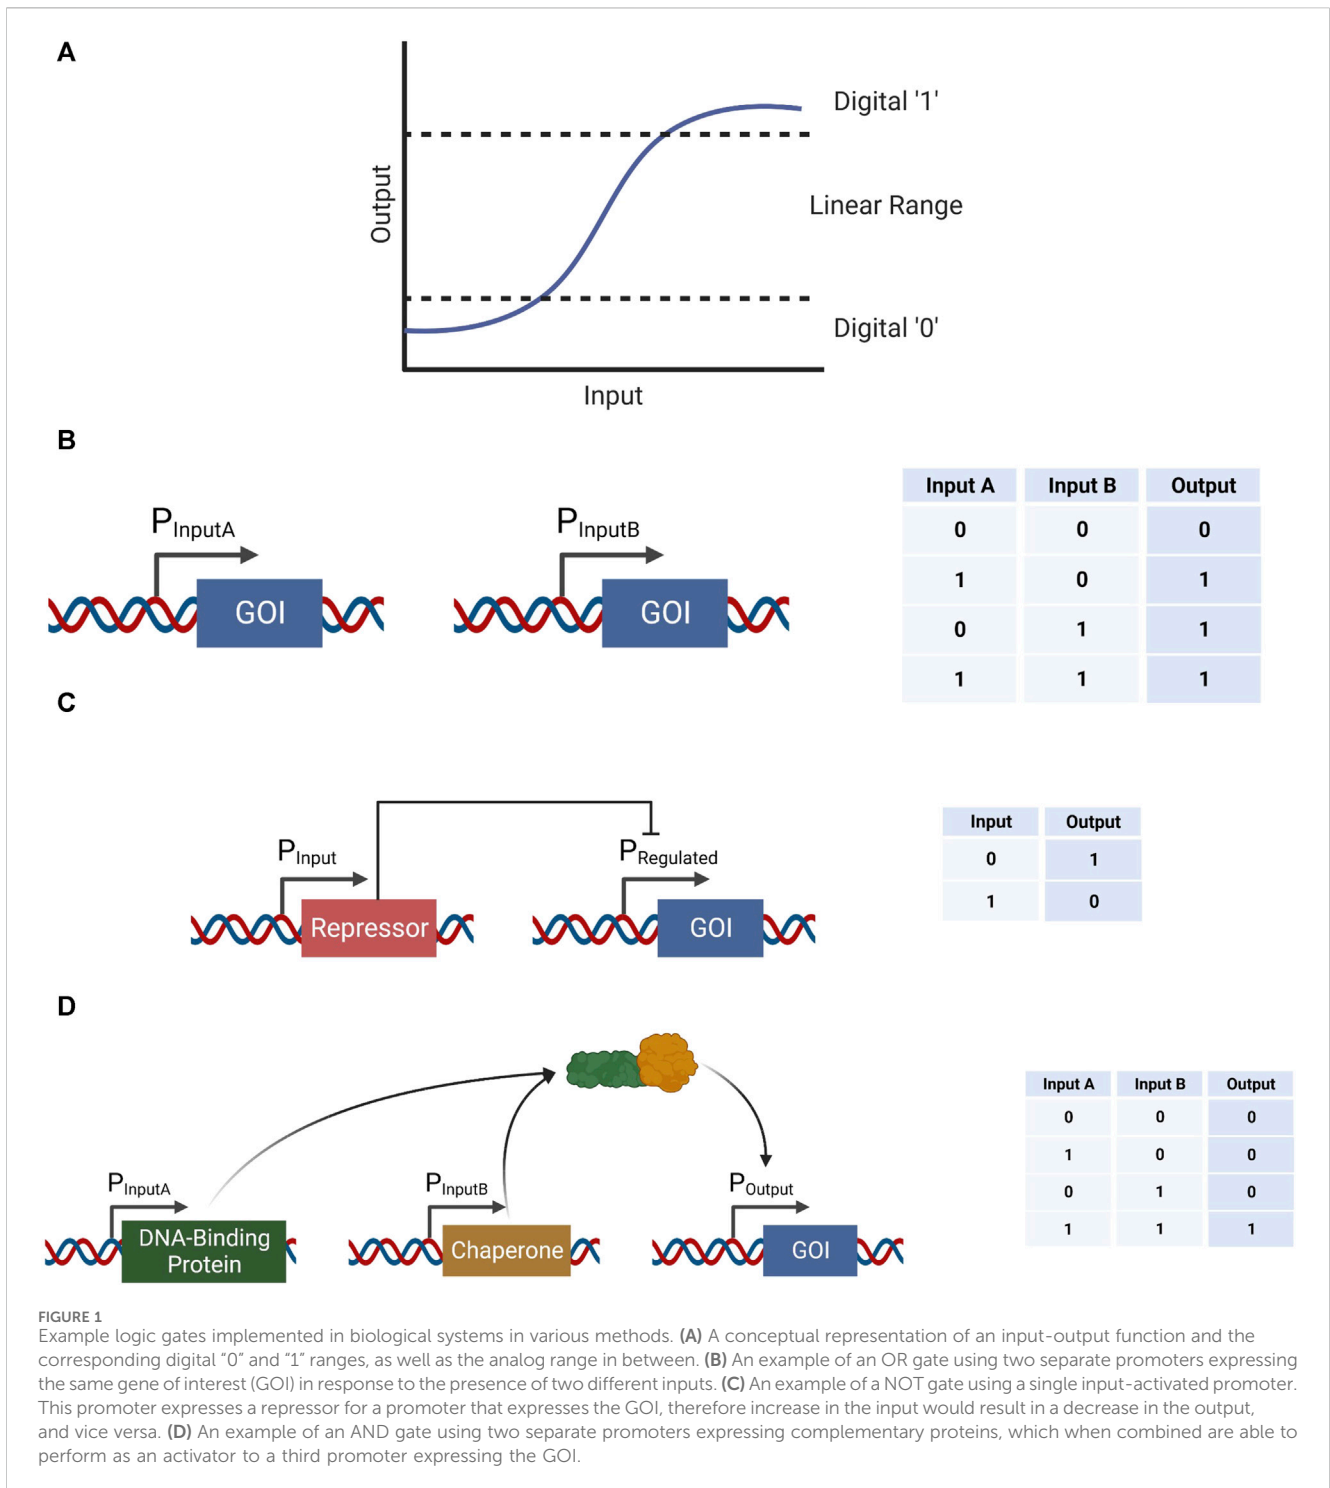 A
Output
Digital '1'
Linear Range
Digital '0'
Input
B
PInputA
GOI
PInputB
GOI
Input A Input B Output
0 0 0
1 0 1
0 1 1
1 1 1
C
PInput
Repressor
PRegulated
GOI
Input Output
0 1
1 0
D
PInputA
DNA-Binding
Protein
PInputB
Chaperone
POutput
GOI
Input A Input B Output
0 0 0
1 0 0
0 1 0
1 1 1
FIGURE 1
Example logic gates implemented in biological systems in various methods. (A) A conceptual representation of an input-output function and the
corresponding digital “0” and “1” ranges, as well as the analog range in between. (B) An example of an OR gate using two separate promoters expressing
the same gene of interest (GOI) in response to the presence of two different inputs. (C) An example of a NOT gate using a single input-activated promoter.
This promoter expresses a repressor for a promoter that expresses the GOI, therefore increase in the input would result in a decrease in the output,
and vice versa. (D) An example of an AND gate using two separate promoters expressing complementary proteins, which when combined are able to
perform as an activator to a third promoter expressing the GOI.